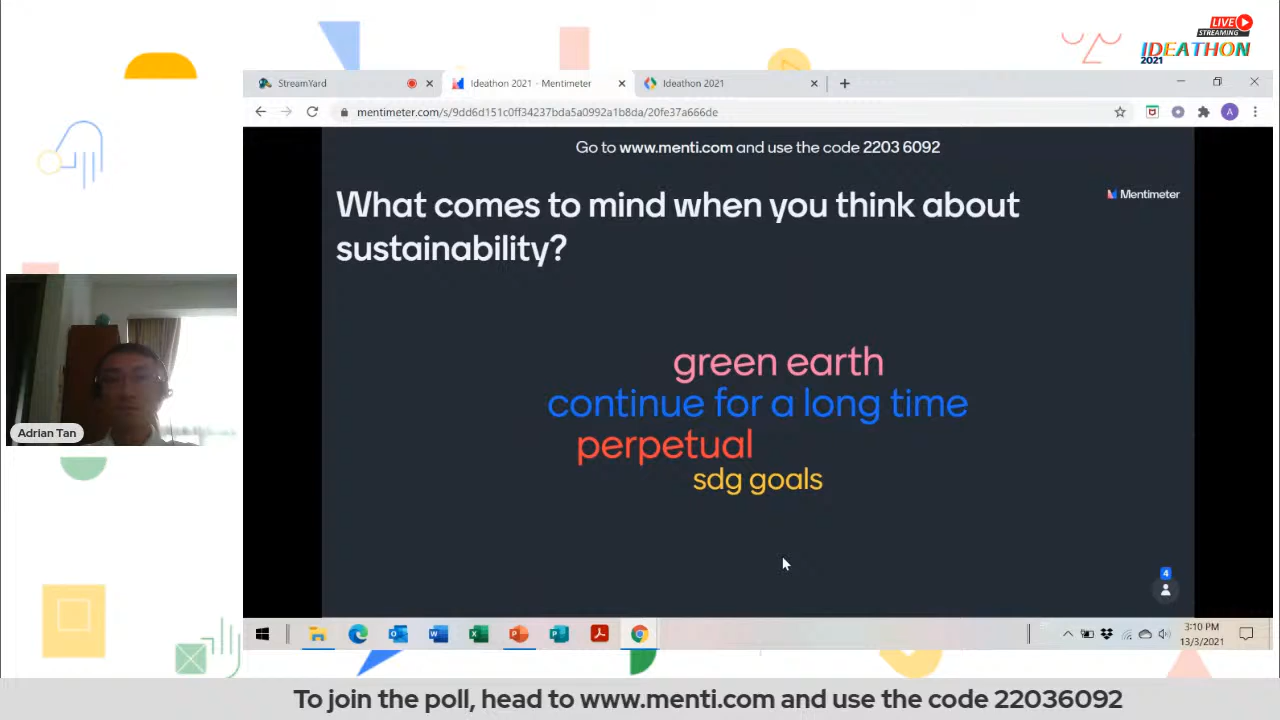 LIVE
STREAMING
IDEATHON
2021
StreamYard
Ideathon 2021 - Mentimeter
Ideathon 2021
mentimeter.com/s/9dd6d151c0ff34237bda5a0992a1b8da/20fe37a666de
A
Go to www.menti.com and use the code 2203 6092
Mentimeter
What comes to mind when you think about
sustainability?
green earth
continue for a long time
perpetual
sdg goals
4
Adrian Tan
3:10 PM
13/3/2021
To join the poll, head to www.menti.com and use the code 22036092